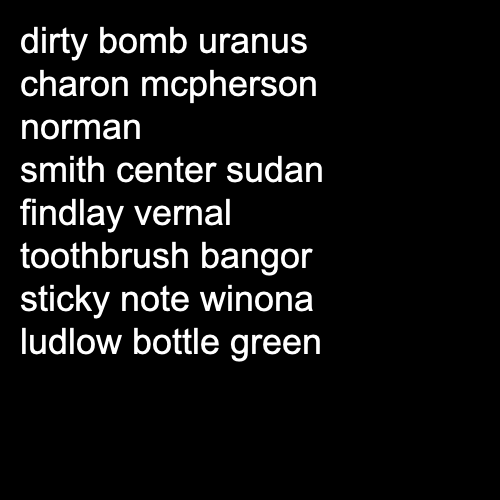 dirty bomb uranus
charon mcpherson
norman
smith center sudan
findlay vernal
toothbrush bangor
sticky note winona
ludlow bottle green